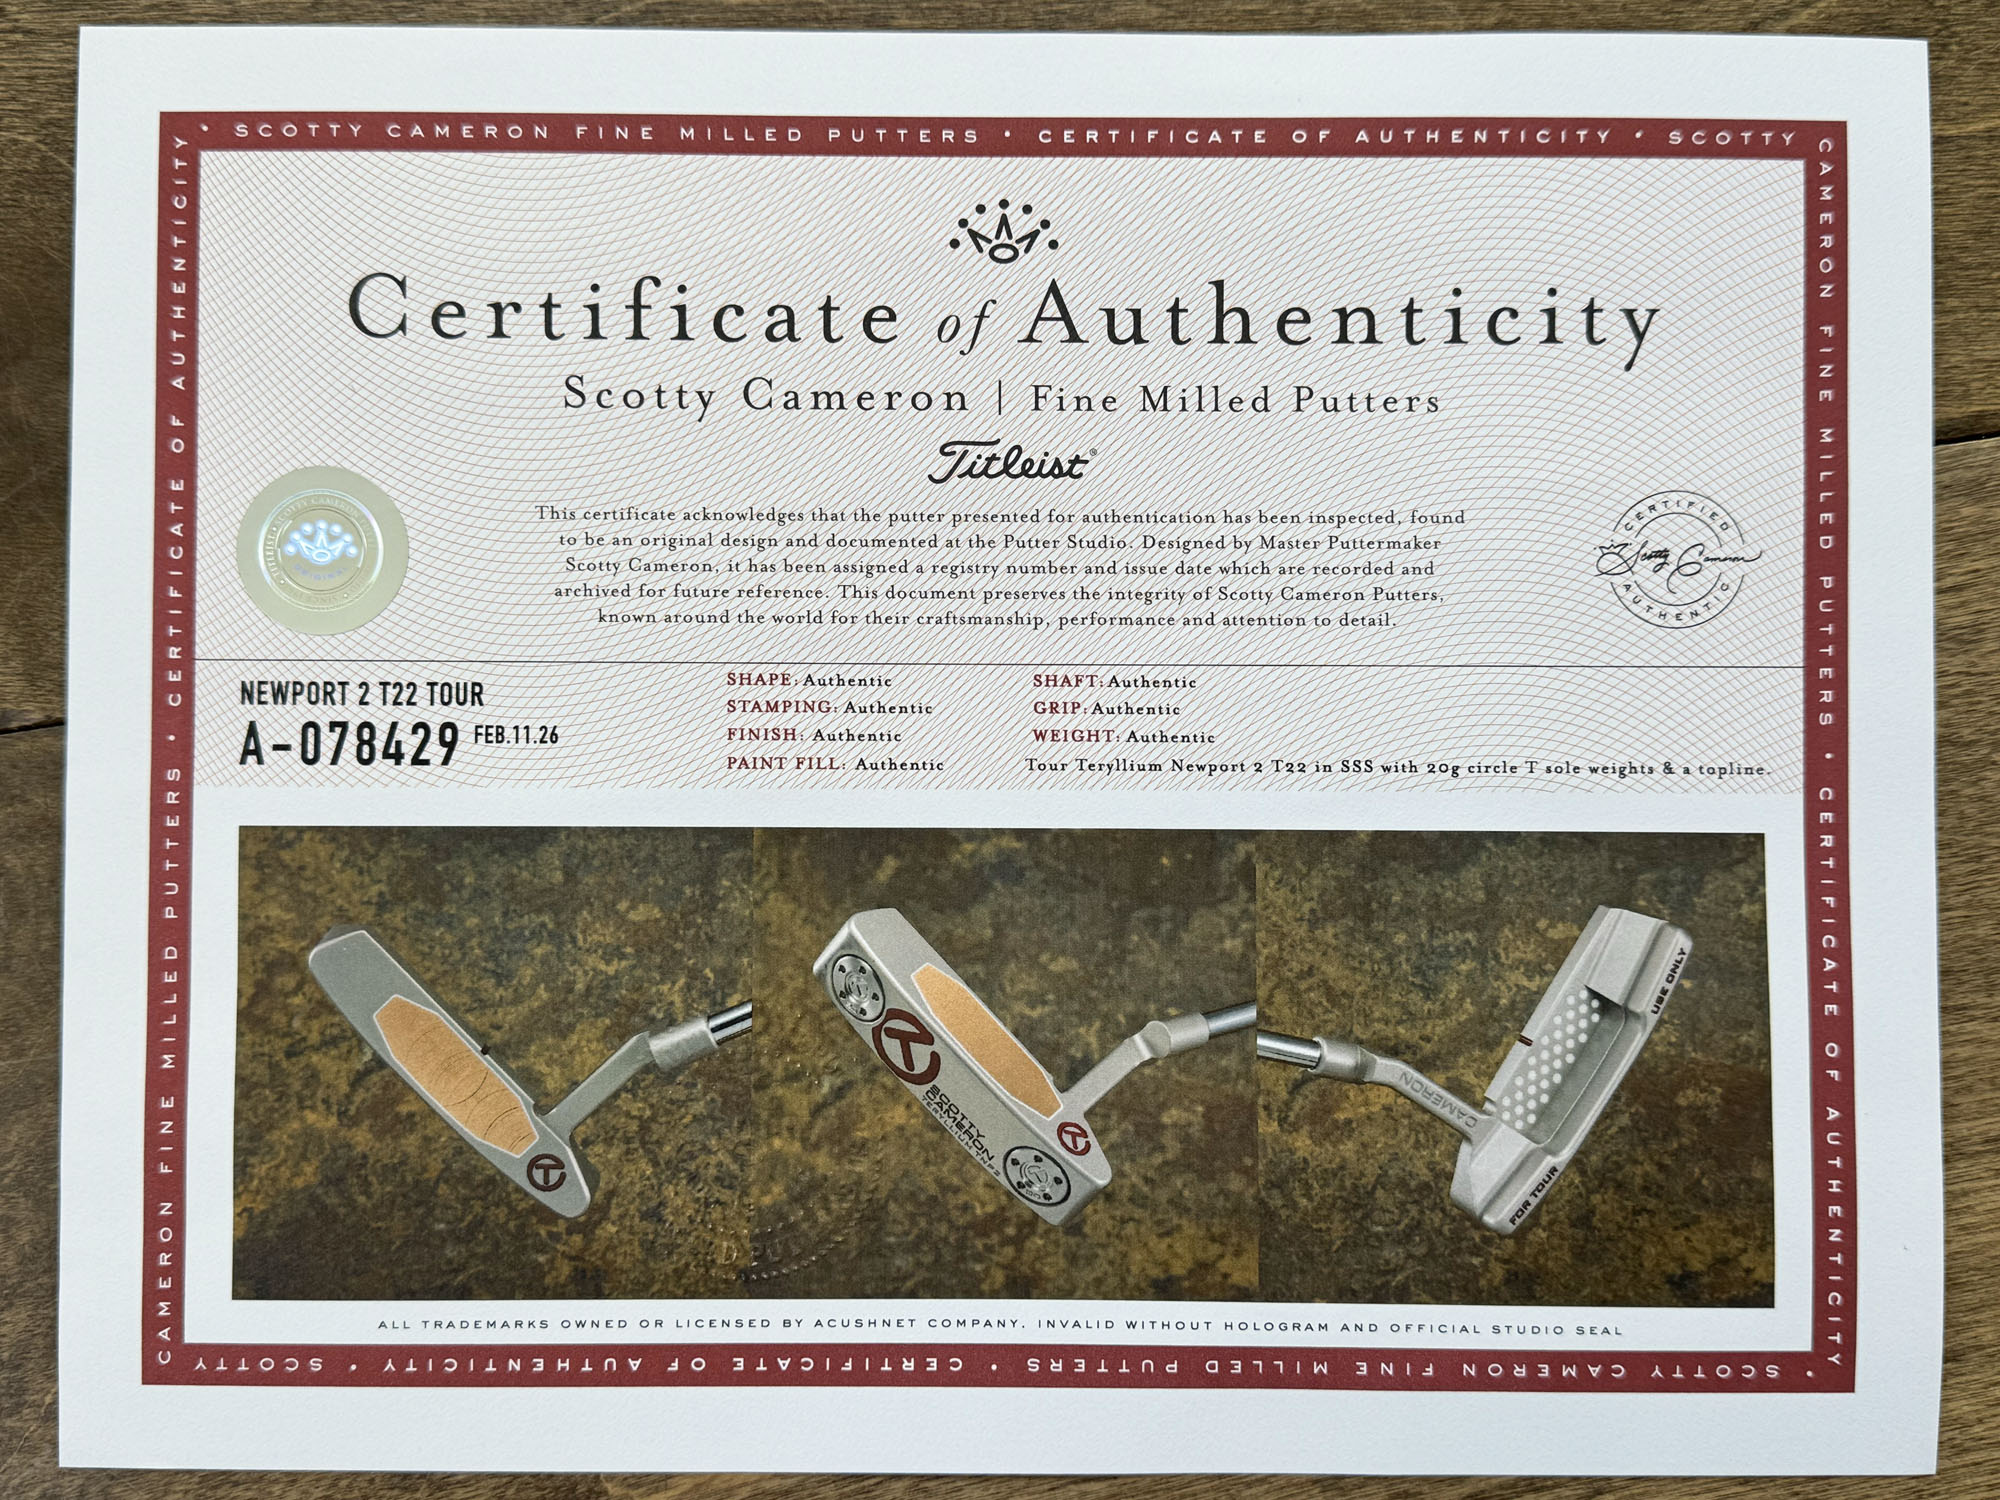 • SCOTTY CAMERON FINE MILLED PUTTERS • CERTIFICATE OF AUTHENTICITY • SCOTTY
CAMERON FINE MILLED PUTTERS • CERTIFICATE OF AUTHENTICITY
Certificate of Authenticity
Scotty Cameron | Fine Milled Putters
Titleist®
This certificate acknowledges that the putter presented for authentication has been inspected, found
to be an original design and documented at the Putter Studio. Designed by Master Puttermaker
Scotty Cameron, it has been assigned a registry number and issue date which are recorded and
archived for future reference. This document preserves the integrity of Scotty Cameron Putters,
known around the world for their craftsmanship, performance and attention to detail.
ORIGINAL
CERTIFIED
Scotty Cameron
AUTHENTIC
NEWPORT 2 T22 TOUR
A-078429 FEB.11.26
SHAPE: Authentic
STAMPING: Authentic
FINISH: Authentic
PAINT FILL: Authentic
SHAFT: Authentic
GRIP: Authentic
WEIGHT: Authentic
Tour Teryllium Newport 2 T22 in SSS with 20g circle T sole weights & a topline.
T
T
SCOTTY
CAMERON
TERYLLIUM TNP2
T
CAMERON
USE ONLY
FOR TOUR
ALL TRADEMARKS OWNED OR LICENSED BY ACUSHNET COMPANY. INVALID WITHOUT HOLOGRAM AND OFFICIAL STUDIO SEAL
• SCOTTY CAMERON FINE MILLED PUTTERS • CERTIFICATE OF AUTHENTICITY • SCOTTY
CAMERON FINE MILLED PUTTERS • CERTIFICATE OF AUTHENTICITY